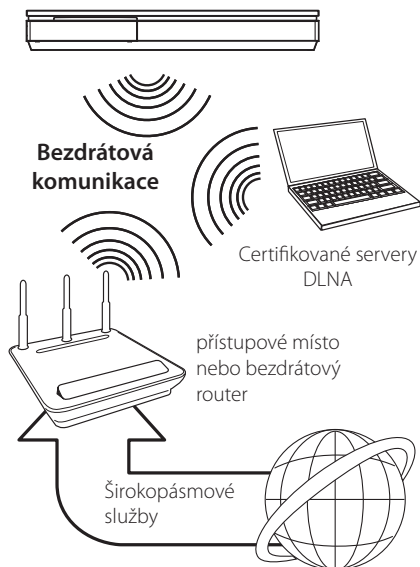 Bezdrátová
komunikace
Certifikované servery
DLNA
přístupové místo
nebo bezdrátový
router
Širokopásmové
služby